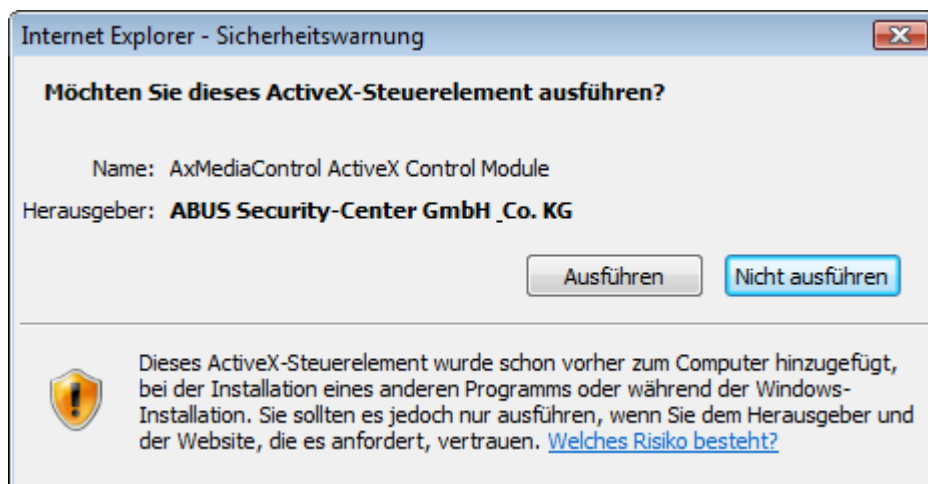 Internet Explorer - Sicherheitswarnung
Möchten Sie dieses ActiveX-Steuerelement ausführen?
Name: AxMediaControl ActiveX Control Module
Herausgeber: ABUS Security-Center GmbH _Co. KG
Ausführen Nicht ausführen
Dieses ActiveX-Steuerelement wurde schon vorher zum Computer hinzugefügt,
bei der Installation eines anderen Programms oder während der Windows-
Installation. Sie sollten es jedoch nur ausführen, wenn Sie dem Herausgeber und
der Website, die es anfordert, vertrauen. Welches Risiko besteht?